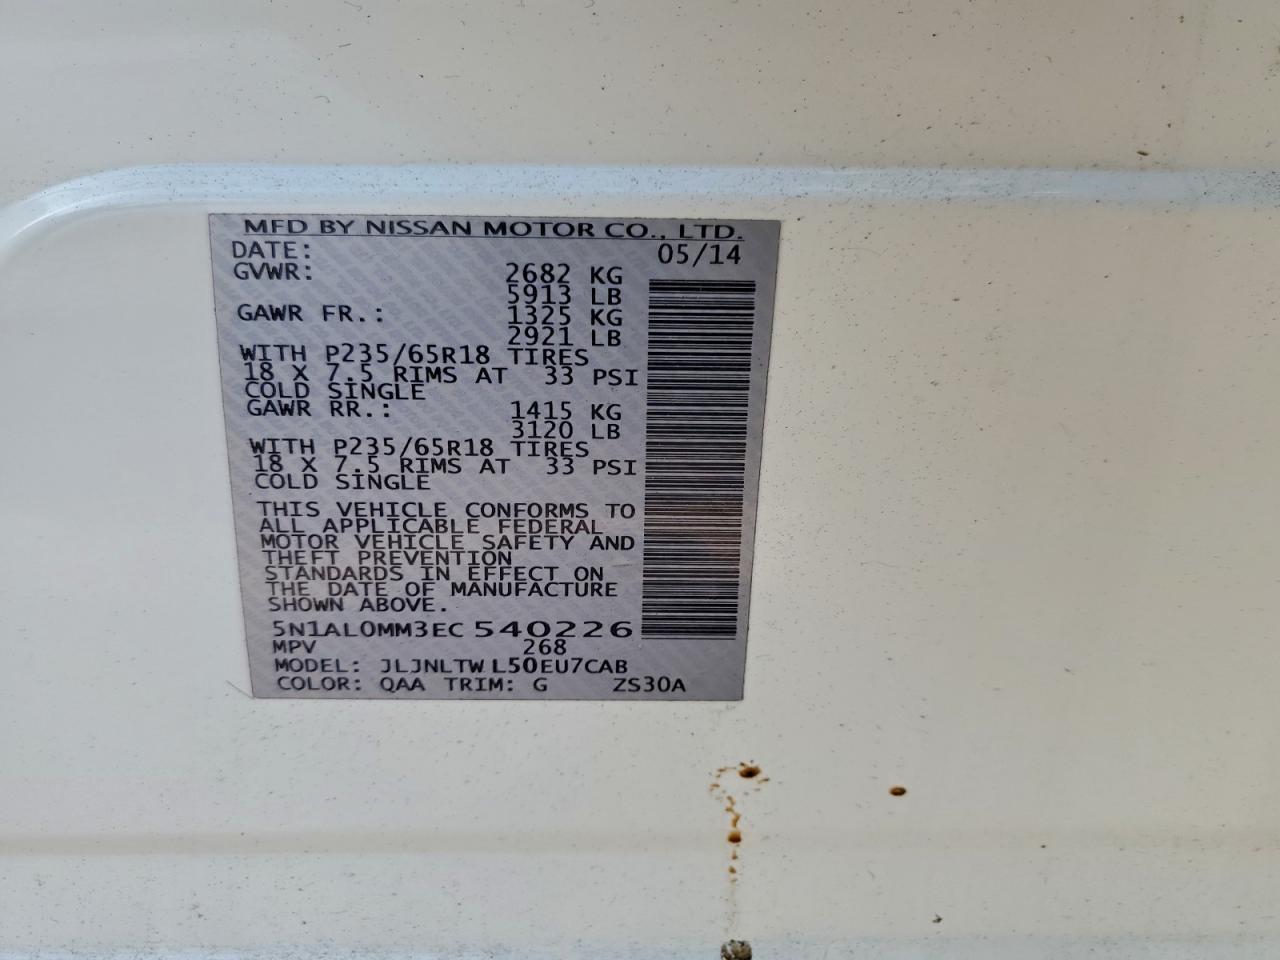 MFD BY NISSAN MOTOR CO., LTD.
DATE: 05/14
GVWR: 2682 KG
5913 LB
GAWR FR.: 1325 KG
2921 LB
WITH P235/65R18 TIRES
18 X 7.5 RIMS AT 33 PSI
COLD SINGLE
GAWR RR.: 1415 KG
3120 LB
WITH P235/65R18 TIRES
18 X 7.5 RIMS AT 33 PSI
COLD SINGLE
THIS VEHICLE CONFORMS TO
ALL APPLICABLE FEDERAL
MOTOR VEHICLE SAFETY AND
THEFT PREVENTION
STANDARDS IN EFFECT ON
THE DATE OF MANUFACTURE
SHOWN ABOVE.
5N1AL0MM3EC540226
MPV 268
MODEL: JLJNLTW L50EU7CAB
COLOR: QAA TRIM: G ZS30A